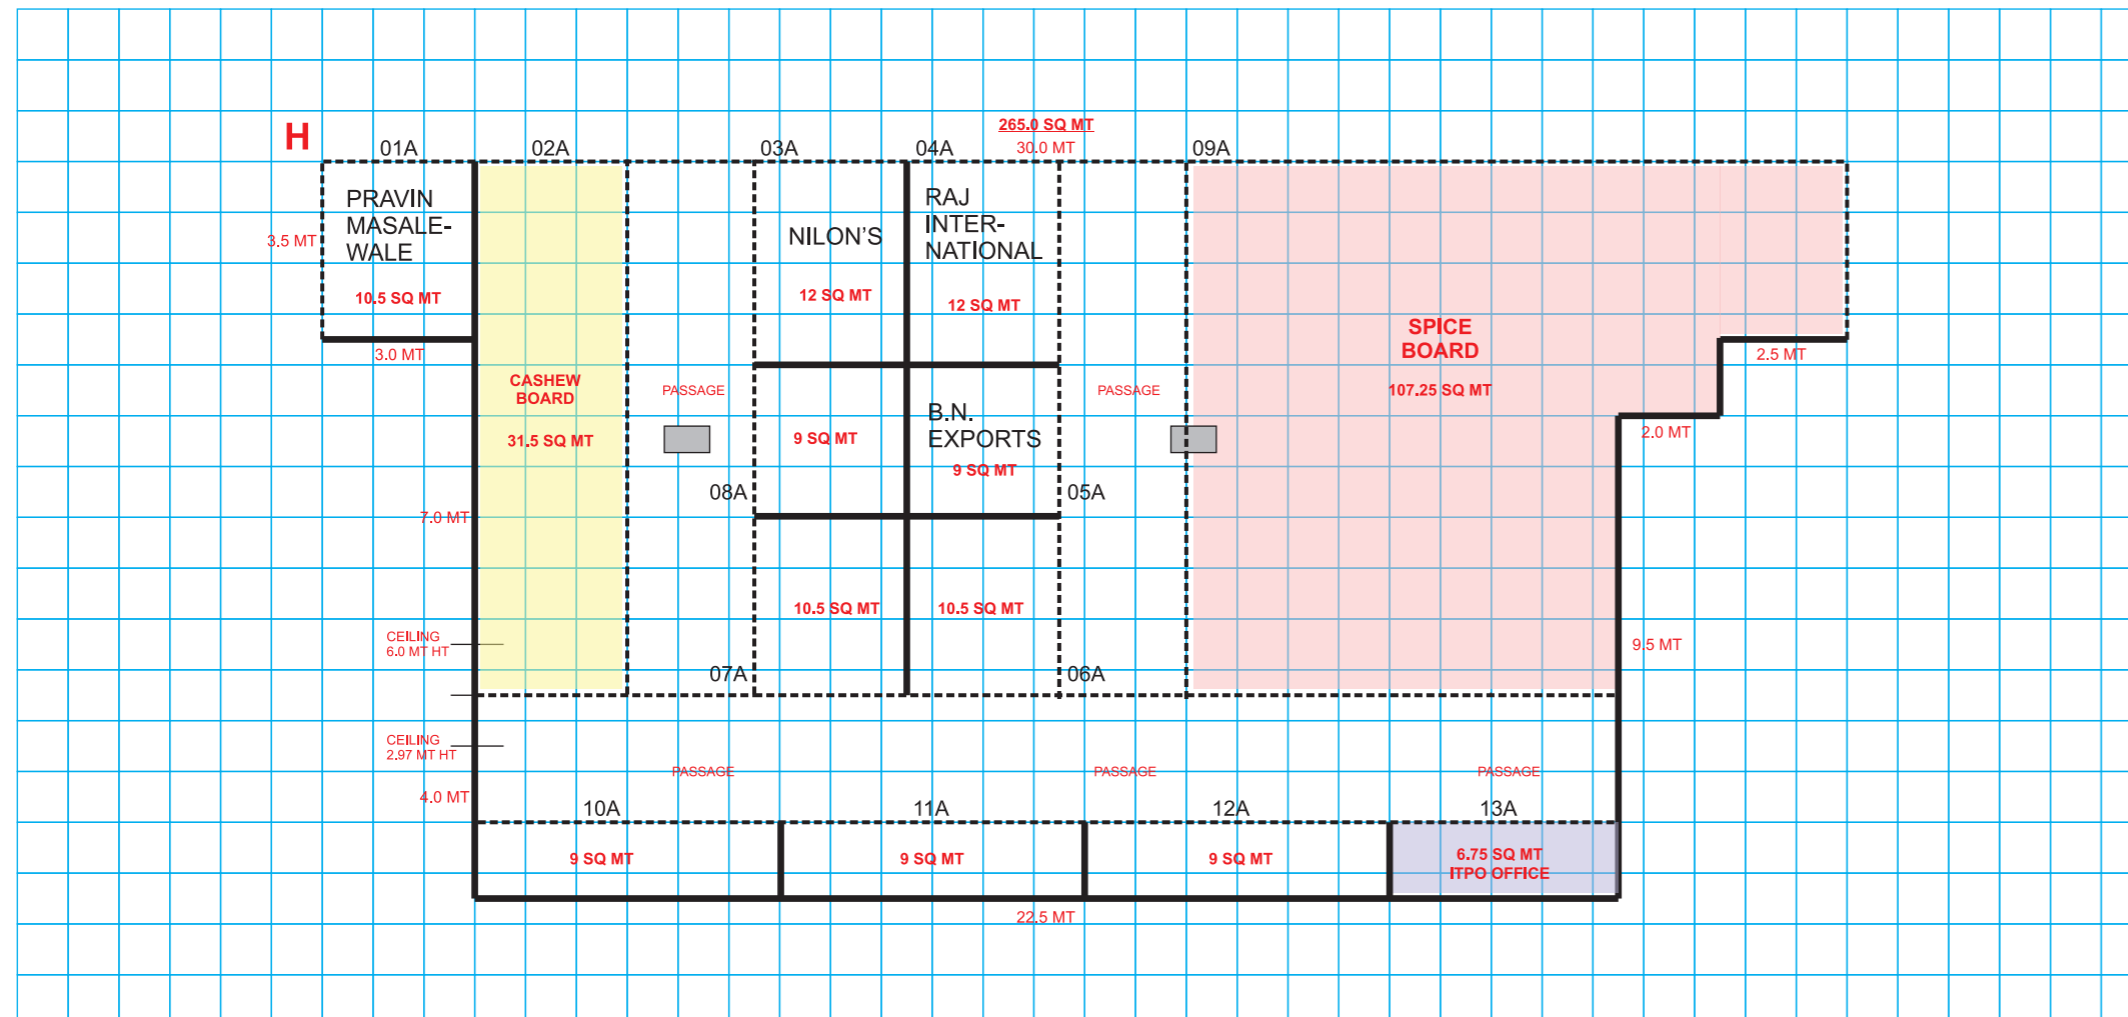 265.0 SQ MT
H
01A
02A
03A
04A
30.0 MT
09A
PRAVIN
MASALE-
WALE
10.5 SQ MT
3.5 MT
3.0 MT
CASHEW
BOARD
31.5 SQ MT
PASSAGE
NILON'S
12 SQ MT
RAJ
INTER-
NATIONAL
12 SQ MT
9 SQ MT
B.N.
EXPORTS
9 SQ MT
PASSAGE
SPICE
BOARD
107.25 SQ MT
2.5 MT
2.0 MT
08A
05A
7.0 MT
10.5 SQ MT
10.5 SQ MT
CEILING
6.0 MT HT
9.5 MT
07A
06A
CEILING
2.97 MT HT
PASSAGE
PASSAGE
PASSAGE
4.0 MT
10A
11A
12A
13A
9 SQ MT
9 SQ MT
9 SQ MT
6.75 SQ MT
ITPO OFFICE
22.5 MT